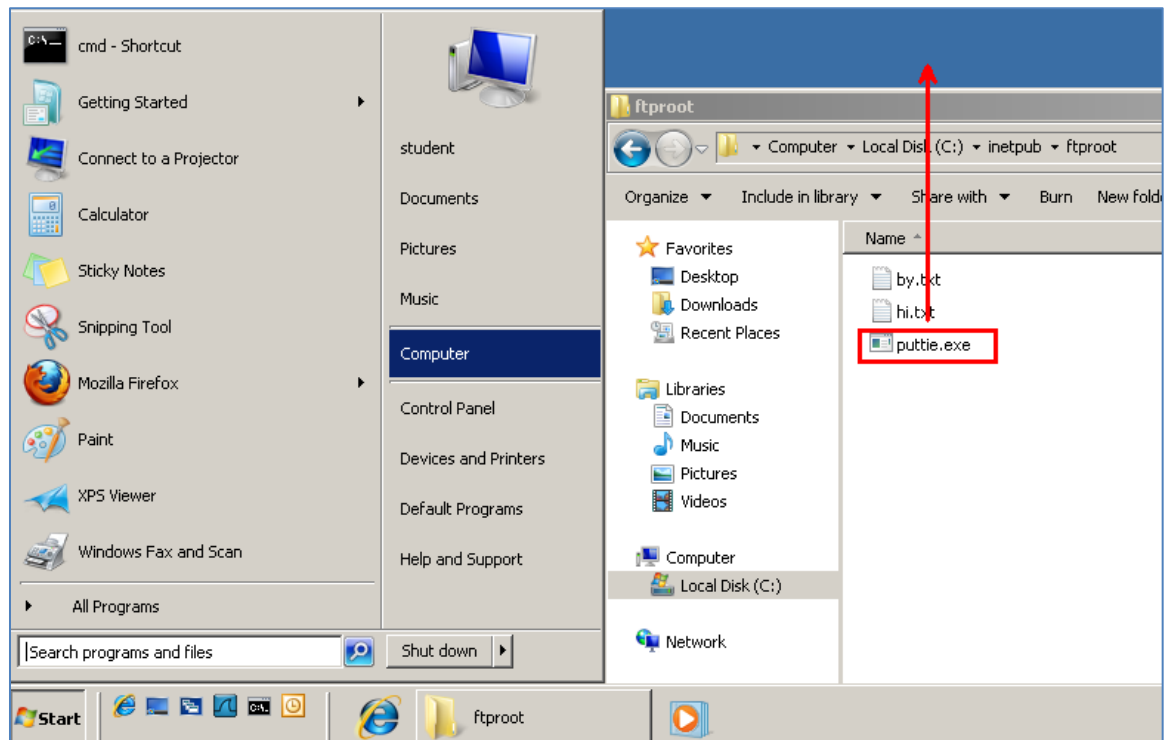 cmd - Shortcut
Getting Started
Connect to a Projector
Calculator
Sticky Notes
Snipping Tool
Mozilla Firefox
Paint
XPS Viewer
Windows Fax and Scan
All Programs
Search programs and files
student
Documents
Pictures
Music
Computer
Control Panel
Devices and Printers
Default Programs
Help and Support
Shut down
ftproot
Computer Local Disk (C:) inetpub ftproot
Organize Include in library Share with Burn New fold
Favorites
Desktop
Downloads
Recent Places
Libraries
Documents
Music
Pictures
Videos
Computer
Local Disk (C:)
Network
Name
by.txt
hi.txt
puttie.exe
Start
ftproot